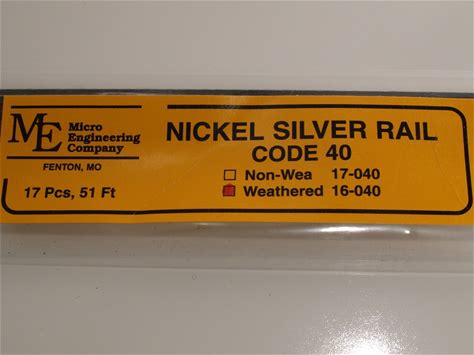 ME Micro
Engineering
Company
FENTON, MO
17 Pcs, 51 Ft
NICKEL SILVER RAIL
CODE 40
Non-Wea 17-040
Weathered 16-040